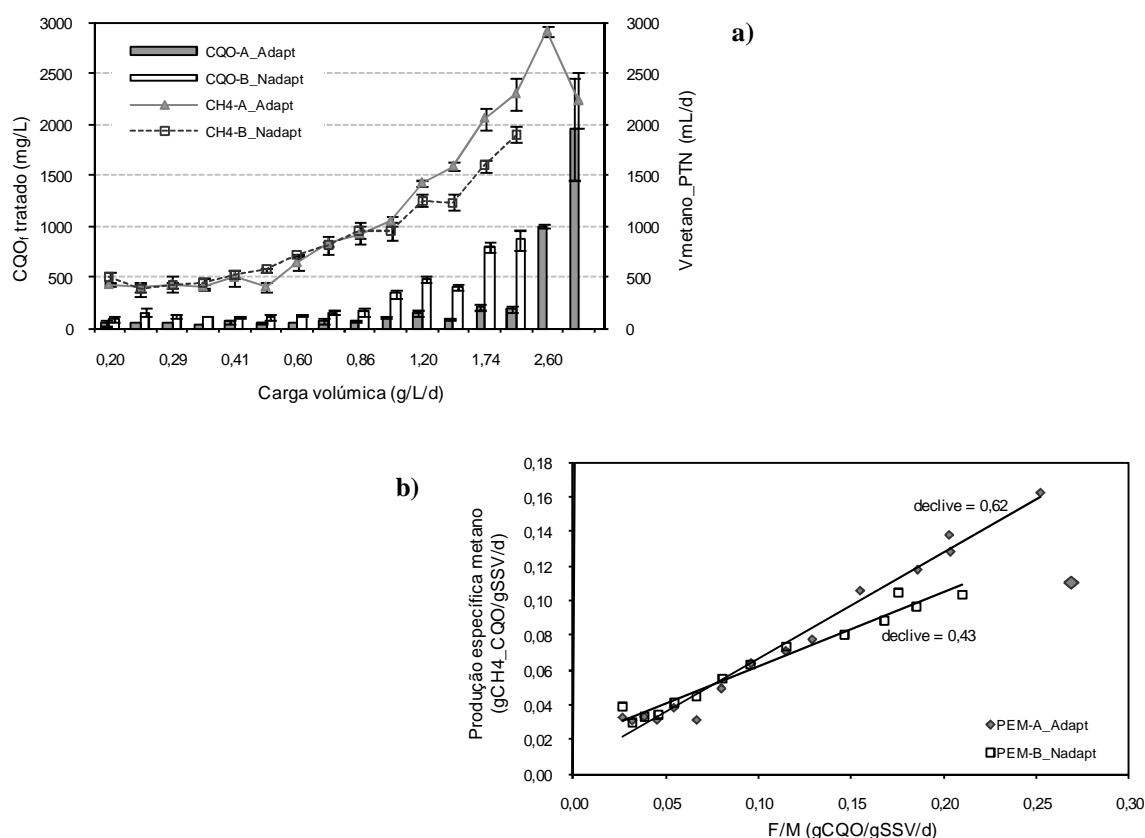 a)
CQOf tratado (mg/L)
3000
2500
2000
1500
1000
500
0
CQO-A_Adapt
CQO-B_Nadapt
CH4-A_Adapt
CH4-B_Nadapt
3000
2500
2000
1500
1000
500
0
Vmetano_PTN (mL/d)
0,20 0,29 0,41 0,60 0,86 1,20 1,74 2,60
Carga volúmica (g/L/d)
b)
Produção específica metano
(gCH4_CQO/gSSV/d)
0,18
0,16
0,14
0,12
0,10
0,08
0,06
0,04
0,02
0,00
declive = 0,62
declive = 0,43
PEM-A_Adapt
PEM-B_Nadapt
0,00 0,05 0,10 0,15 0,20 0,25 0,30
F/M (gCQO/gSSV/d)